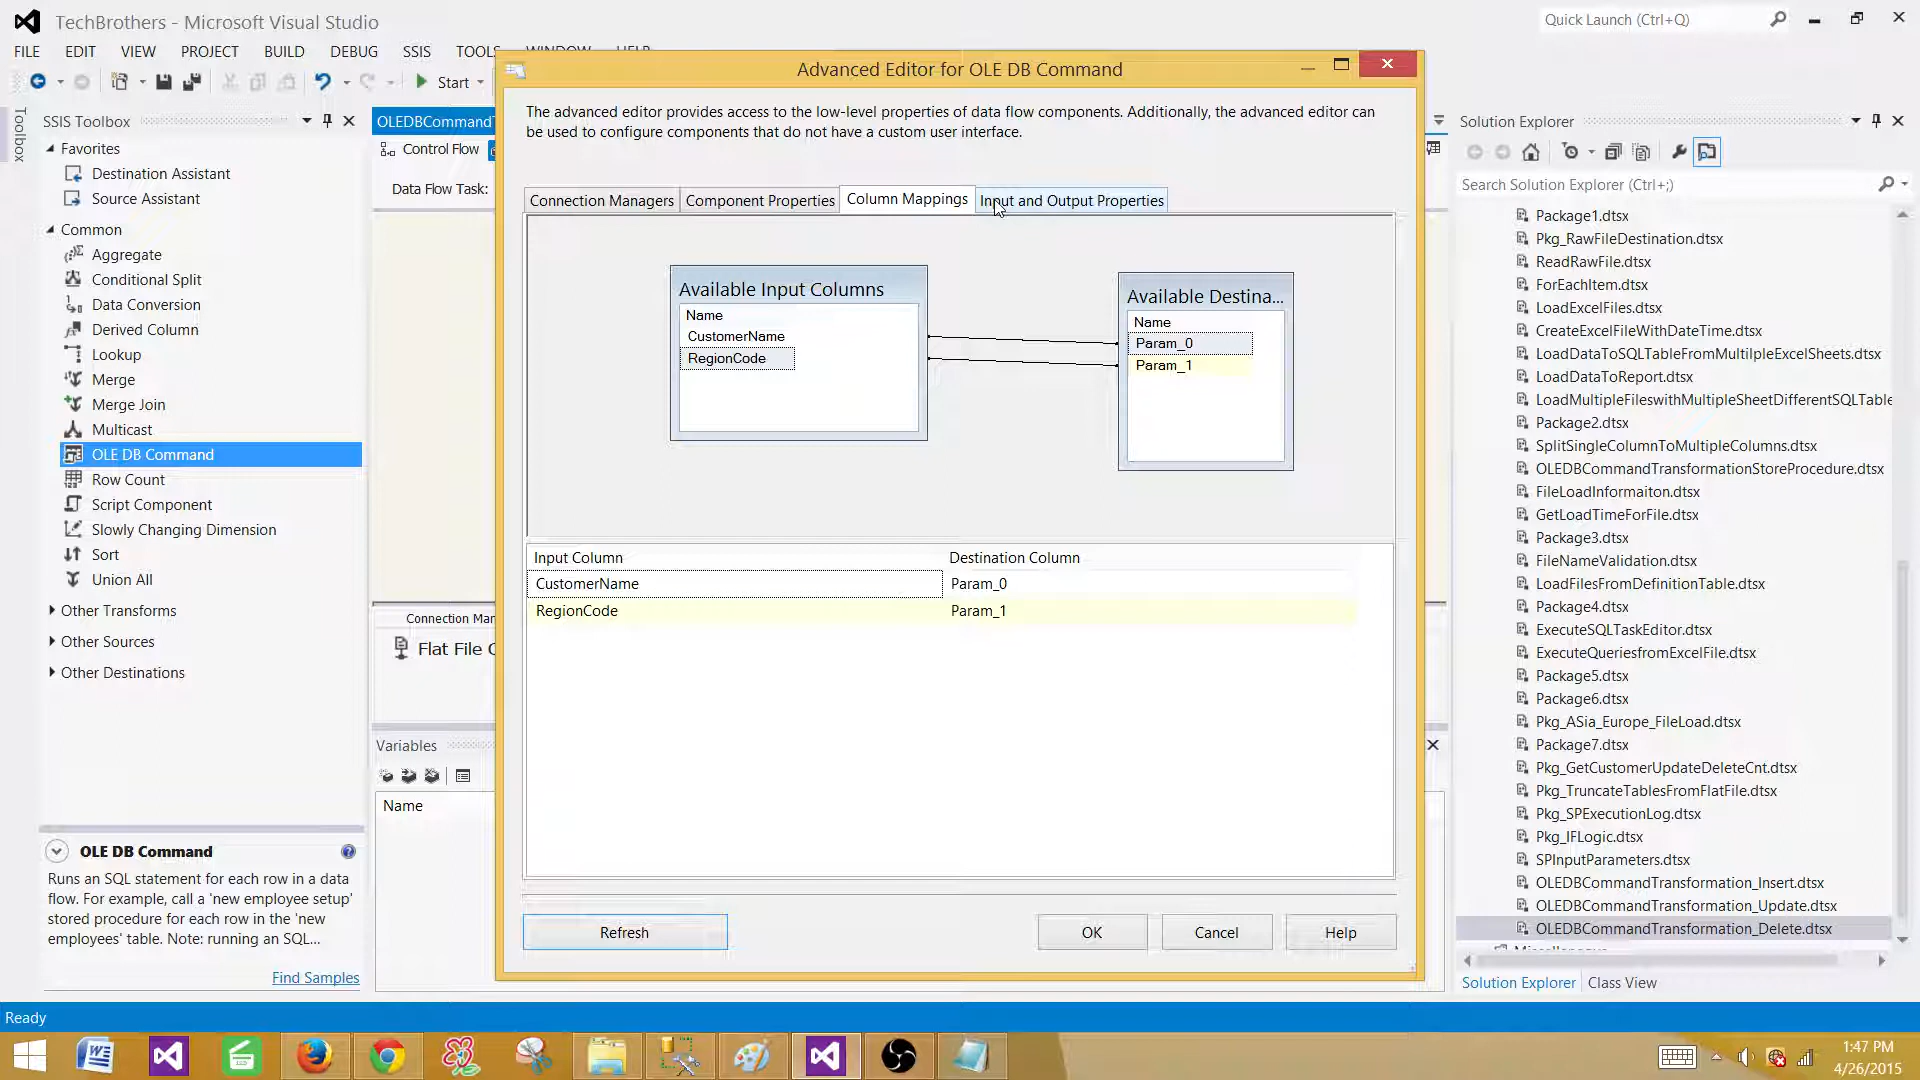 TechBrothers - Microsoft Visual Studio
Quick Launch (Ctrl+Q)
FILE EDIT VIEW PROJECT BUILD DEBUG SSIS TOOLS WINDOW HELP
Start
Toolbox
SSIS Toolbox
Favorites
Destination Assistant
Source Assistant
Common
Aggregate
Conditional Split
Data Conversion
Derived Column
Lookup
Merge
Merge Join
Multicast
OLE DB Command
Row Count
Script Component
Slowly Changing Dimension
Sort
Union All
Other Transforms
Other Sources
Other Destinations
OLE DB Command
Runs an SQL statement for each row in a data
flow. For example, call a 'new employee setup'
stored procedure for each row in the 'new
employees' table. Note: running an SQL...
Find Samples
OLEDBCommandT
Control Flow
Data Flow Task:
Connection Man
Flat File C
Variables
Name
Advanced Editor for OLE DB Command
The advanced editor provides access to the low-level properties of data flow components. Additionally, the advanced editor can
be used to configure components that do not have a custom user interface.
Connection Managers Component Properties Column Mappings Input and Output Properties
Available Input Columns
Name
CustomerName
RegionCode
Available Destina...
Name
Param_0
Param_1
Input Column Destination Column
CustomerName Param_0
RegionCode Param_1
Refresh OK Cancel Help
Solution Explorer
Search Solution Explorer (Ctrl+;)
Package1.dtsx
Pkg_RawFileDestination.dtsx
ReadRawFile.dtsx
ForEachItem.dtsx
LoadExcelFiles.dtsx
CreateExcelFileWithDateTime.dtsx
LoadDataToSQLTableFromMultilpleExcelSheets.dtsx
LoadDataToReport.dtsx
LoadMultipleFileswithMultipleSheetDifferentSQLTable
Package2.dtsx
SplitSingleColumnToMultipleColumns.dtsx
OLEDBCommandTransformationStoreProcedure.dtsx
FileLoadInformaiton.dtsx
GetLoadTimeForFile.dtsx
Package3.dtsx
FileNameValidation.dtsx
LoadFilesFromDefinitionTable.dtsx
Package4.dtsx
ExecuteSQLTaskEditor.dtsx
ExecuteQueriesfromExcelFile.dtsx
Package5.dtsx
Package6.dtsx
Pkg_ASia_Europe_FileLoad.dtsx
Package7.dtsx
Pkg_GetCustomerUpdateDeleteCnt.dtsx
Pkg_TruncateTablesFromFlatFile.dtsx
Pkg_SPExecutionLog.dtsx
Pkg_IFLogic.dtsx
SPInputParameters.dtsx
OLEDBCommandTransformation_Insert.dtsx
OLEDBCommandTransformation_Update.dtsx
OLEDBCommandTransformation_Delete.dtsx
Solution Explorer Class View
Ready
1:47 PM
4/26/2015